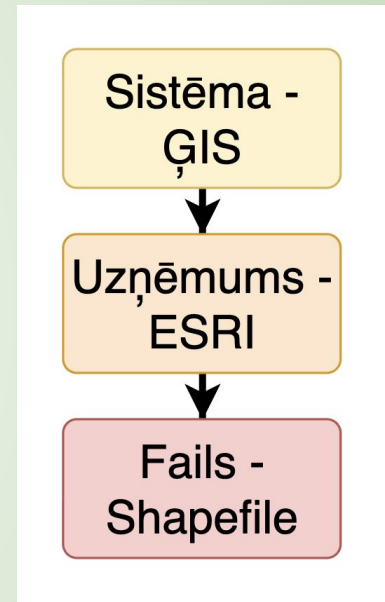 Sistēma -
ĢIS
Uzņēmums -
ESRI
Fails -
Shapefile